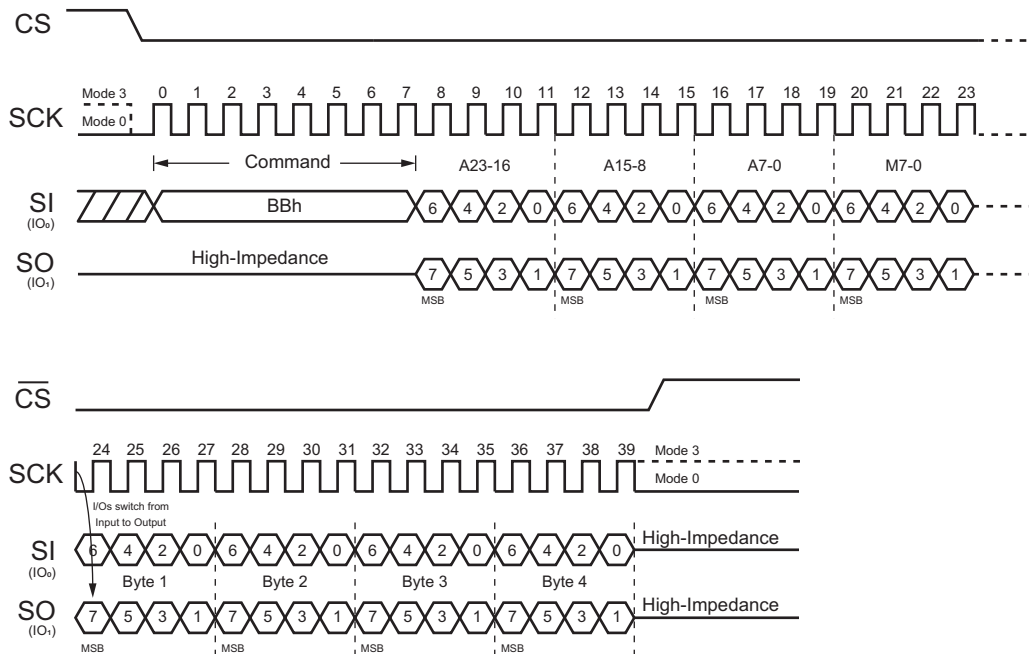 CS
Mode 3
0 1 2 3 4 5 6 7 8 9 10 11 12 13 14 15 16 17 18 19 20 21 22 23
SCK
Mode 0
Command
A23-16 A15-8 A7-0 M7-0
SI
(IO₀)
BBh
6 4 2 0 6 4 2 0 6 4 2 0 6 4 2 0
SO
(IO₁)
High-Impedance
7 5 3 1 7 5 3 1 7 5 3 1 7 5 3 1
MSB MSB MSB MSB
CS
24 25 26 27 28 29 30 31 32 33 34 35 36 37 38 39
Mode 3
SCK
Mode 0
I/Os switch from
Input to Output
SI
(IO₀)
6 4 2 0 6 4 2 0 6 4 2 0 6 4 2 0
High-Impedance
Byte 1 Byte 2 Byte 3 Byte 4
SO
(IO₁)
7 5 3 1 7 5 3 1 7 5 3 1 7 5 3 1
High-Impedance
MSB MSB MSB MSB